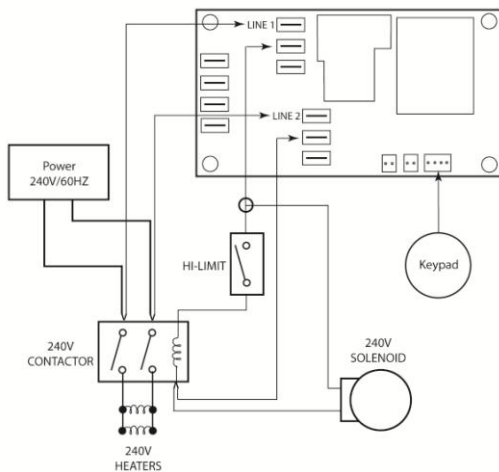 LINE 1
LINE 2
Power
240V/60HZ
HI-LIMIT
Keypad
240V
CONTACTOR
240V
SOLENOID
240V
HEATERS